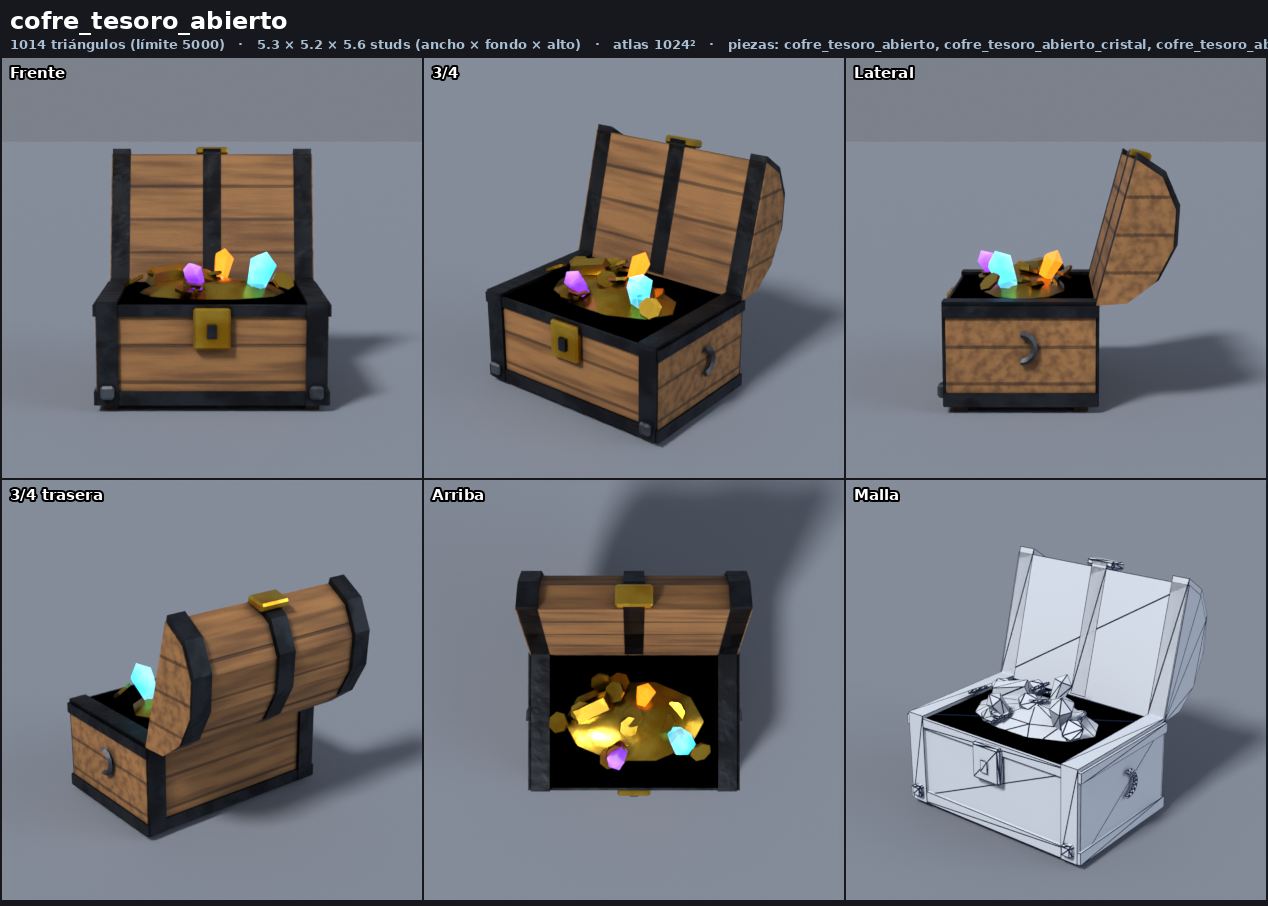 cofre_tesoro_abierto
1014 triángulos (límite 5000) · 5.3 × 5.2 × 5.6 studs (ancho × fondo × alto) · atlas 1024² · piezas: cofre_tesoro_abierto, cofre_tesoro_abierto_cristal, cofre_tesoro_ab
Frente
3/4
Lateral
3/4 trasera
Arriba
Malla